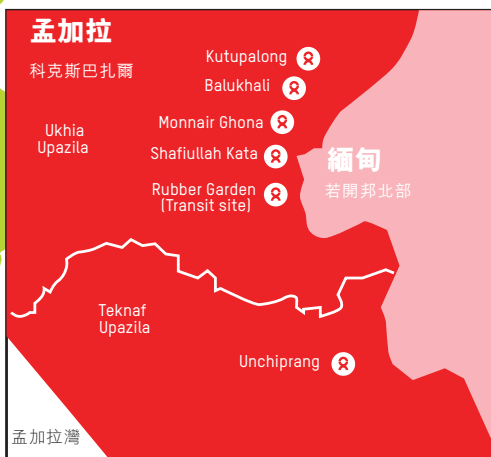 孟加拉
科克斯巴扎爾
Kutupalong
Balukhali
Ukhia
Upazila
Monnair Ghona
Shafiullah Kata
緬甸
若開邦北部
Rubber Garden
(Transit site)
Teknaf
Upazila
Unchiprang
孟加拉灣